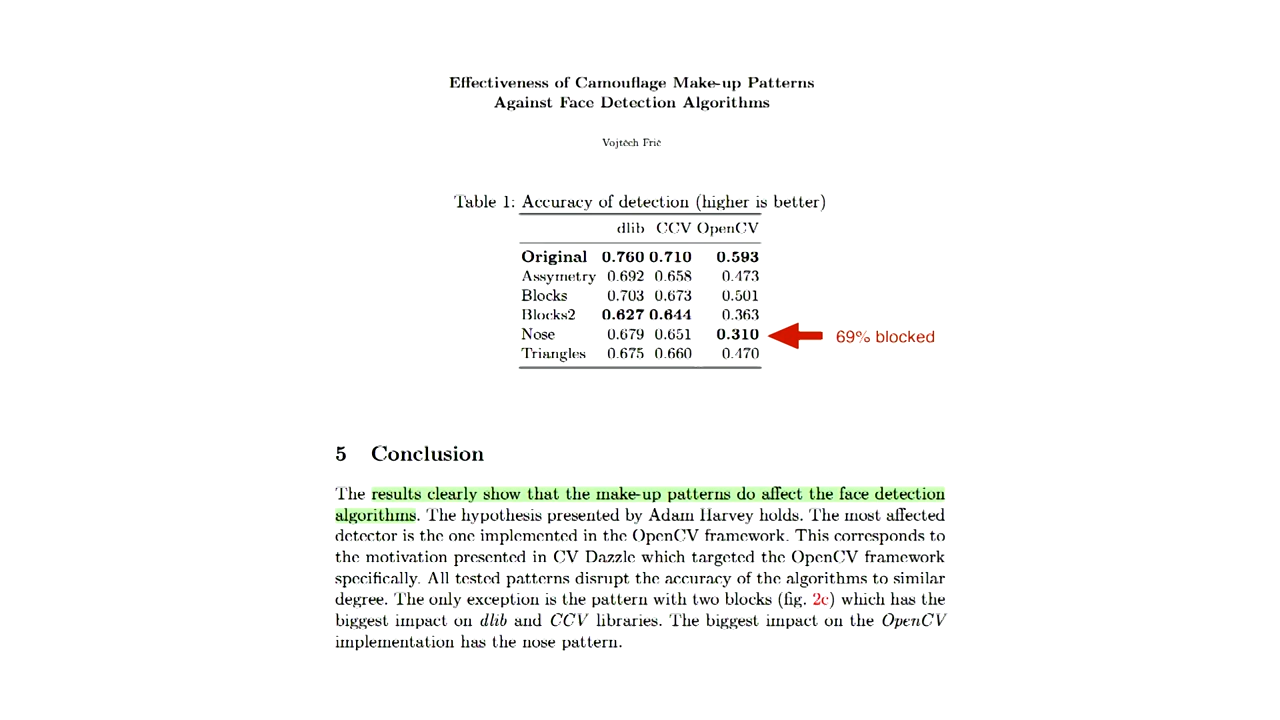 Effectiveness of Camouflage Make-up Patterns
Against Face Detection Algorithms
Vojtěch Frič
Table 1: Accuracy of detection (higher is better)
dlib CCV OpenCV
Original 0.760 0.710 0.593
Assymetry 0.692 0.658 0.473
Blocks 0.703 0.673 0.501
Blocks2 0.627 0.644 0.363
Nose 0.679 0.651 0.310
69% blocked
Triangles 0.675 0.660 0.470
5 Conclusion
The results clearly show that the make-up patterns do affect the face detection
algorithms. The hypothesis presented by Adam Harvey holds. The most affected
detector is the one implemented in the OpenCV framework. This corresponds to
the motivation presented in CV Dazzle which targeted the OpenCV framework
specifically. All tested patterns disrupt the accuracy of the algorithms to similar
degree. The only exception is the pattern with two blocks (fig. 2c) which has the
biggest impact on dlib and CCV libraries. The biggest impact on the OpenCV
implementation has the nose pattern.